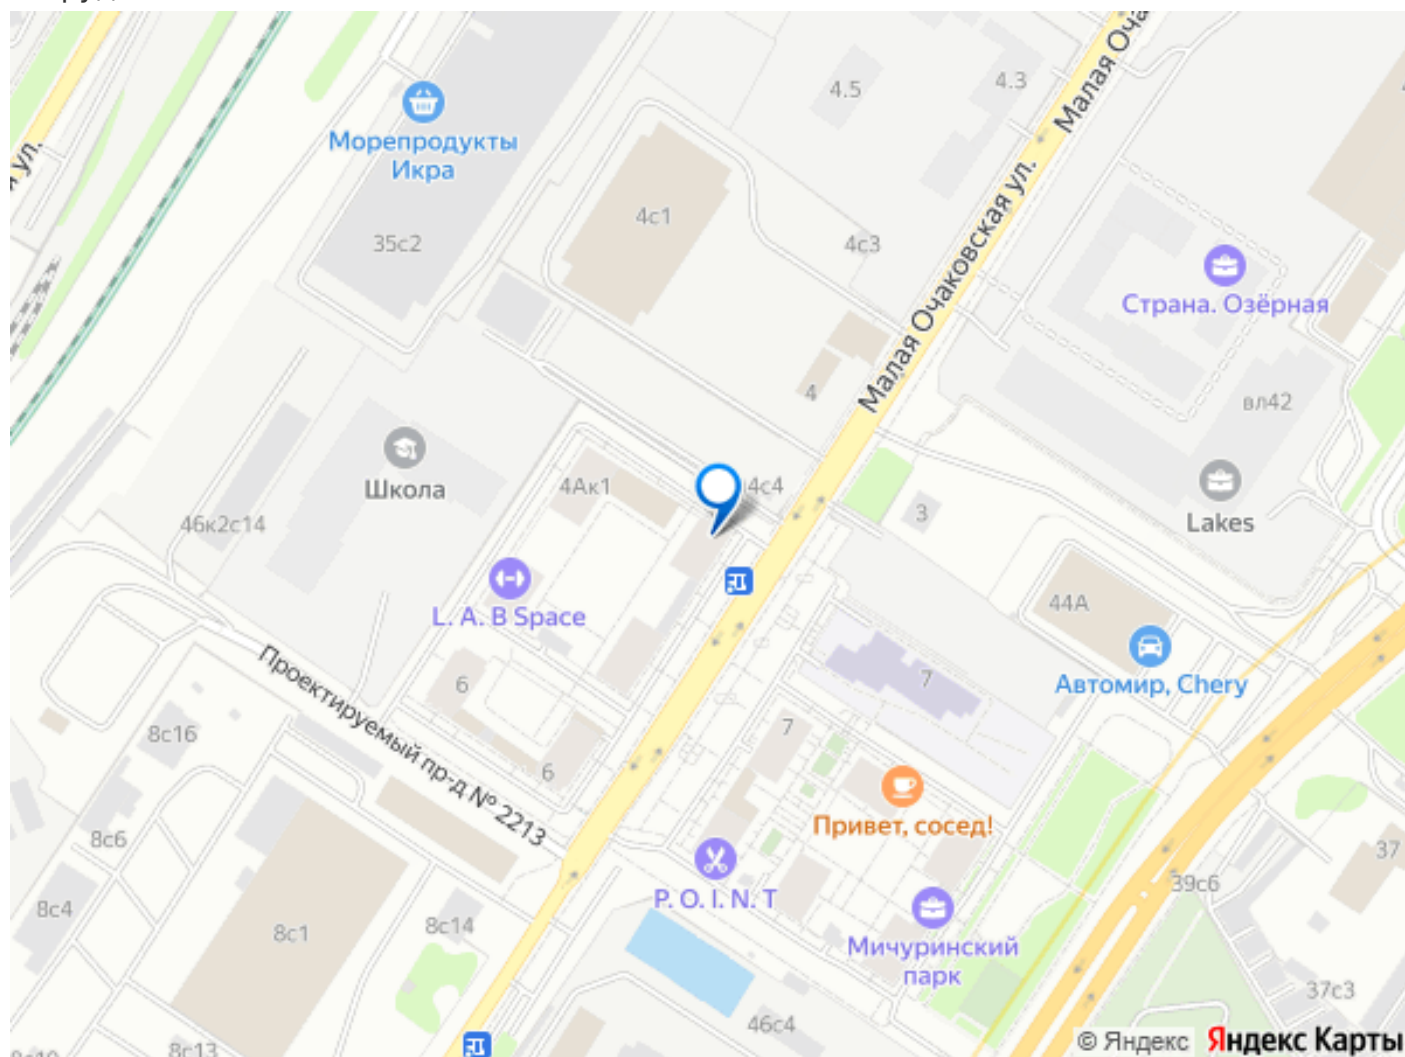 Малая Оча
4.5
4.3
Морепродукты
Икра
я ул.
4с1
35с2
4с3
Малая Очаковская ул.
Страна. Озёрная
4
вл42
Школа
4Ак1
4с4
46к2с14
3
Lakes
44А
L. A. B Space
Автомир, Chery
Проектируемый пр-д № 2213
6
7
8с16
7
6
Привет, сосед!
8с6
37
P. O. I. N. T
39с6
8с4
8с1
8с14
Мичуринский
парк
37с3
46с4
8с13
© Яндекс Яндекс Карты